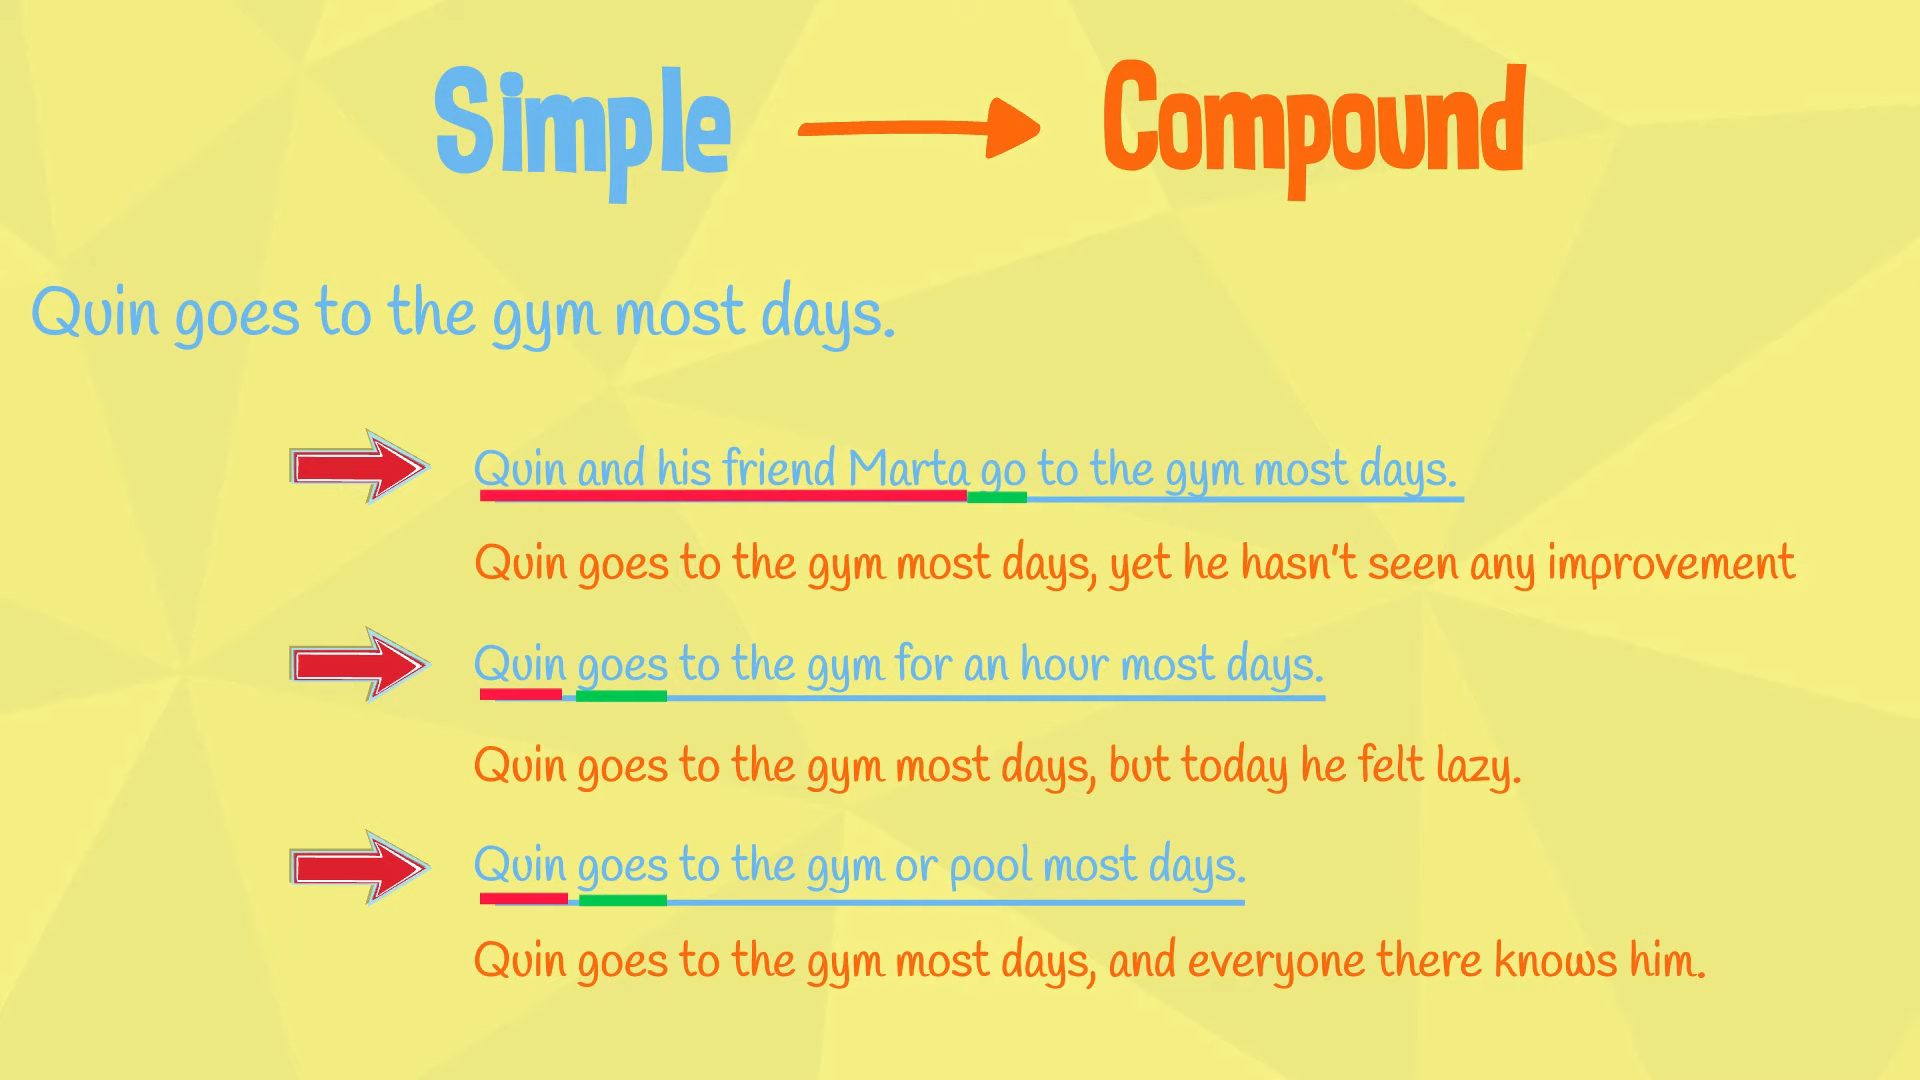 Simple Compound
Quin goes to the gym most days.
Quin and his friend Marta go to the gym most days.
Quin goes to the gym most days, yet he hasn't seen any improvement
Quin goes to the gym for an hour most days.
Quin goes to the gym most days, but today he felt lazy.
Quin goes to the gym or pool most days.
Quin goes to the gym most days, and everyone there knows him.